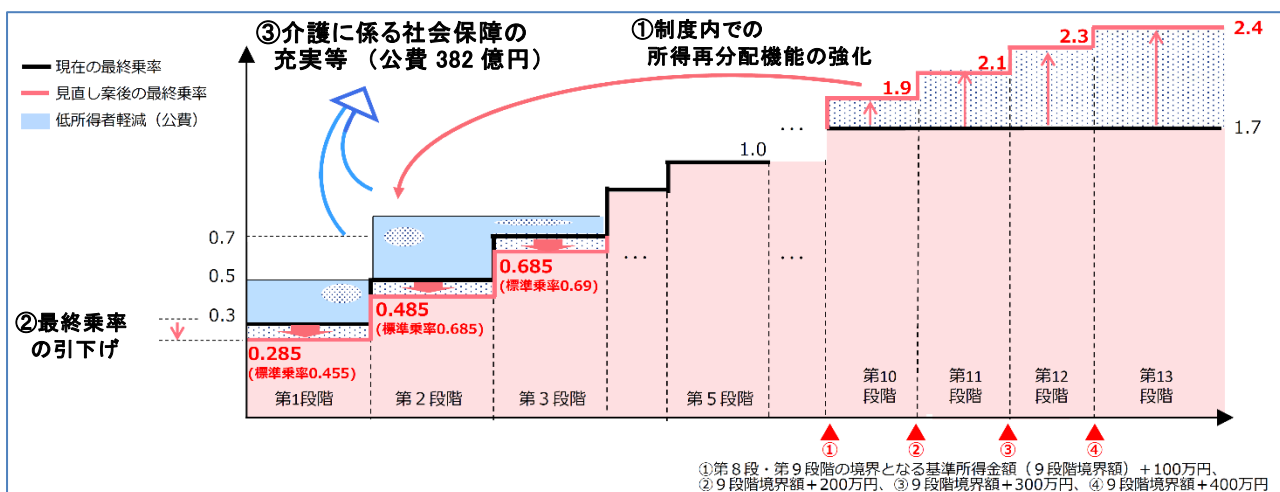 ③介護に係る社会保障の
充実等 （公費 382 億円）
①制度内での
所得再分配機能の強化
現在の最終乗率
見直し案後の最終乗率
低所得者軽減（公費）
2.4
2.3
2.1
1.9
1.7
…
1.0
0.7
0.5
0.3
②最終乗率
の引下げ
0.685
(標準乗率0.69)
0.485
(標準乗率0.685)
0.285
(標準乗率0.455)
…
…
第1段階
第２段階
第３段階
第５段階
第10
段階
第11
段階
第12
段階
第13
段階
①
②
③
④
①第８段・第９段階の境界となる基準所得金額（９段階境界額）＋100万円、
②９段階境界額＋200万円、③９段階境界額＋300万円、④９段階境界額＋400万円